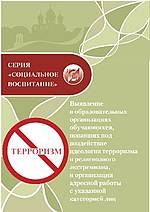 СЕРИЯ
«СОЦИАЛЬНОЕ
ВОСПИТАНИЕ»
Выявление
в образовательных
организациях
обучающихся,
попавших под
воздействие
идеологии терроризма
и религиозного
экстремизма,
и организация
адресной работы
с указанной
категорией лиц
ТЕРРОРИЗМ